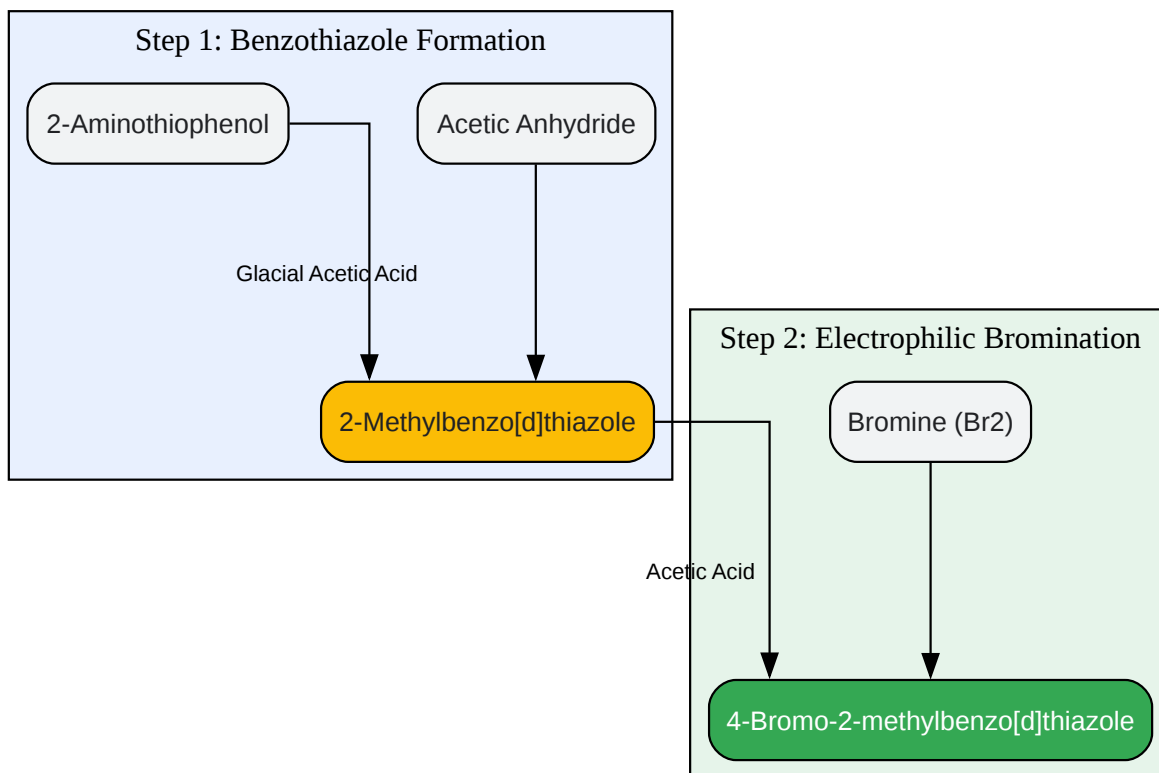 Step 1: Benzothiazole Formation
2-Aminothiophenol
Acetic Anhydride
Glacial Acetic Acid
2-Methylbenzo[d]thiazole
Step 2: Electrophilic Bromination
Bromine (Br2)
Acetic Acid
4-Bromo-2-methylbenzo[d]thiazole